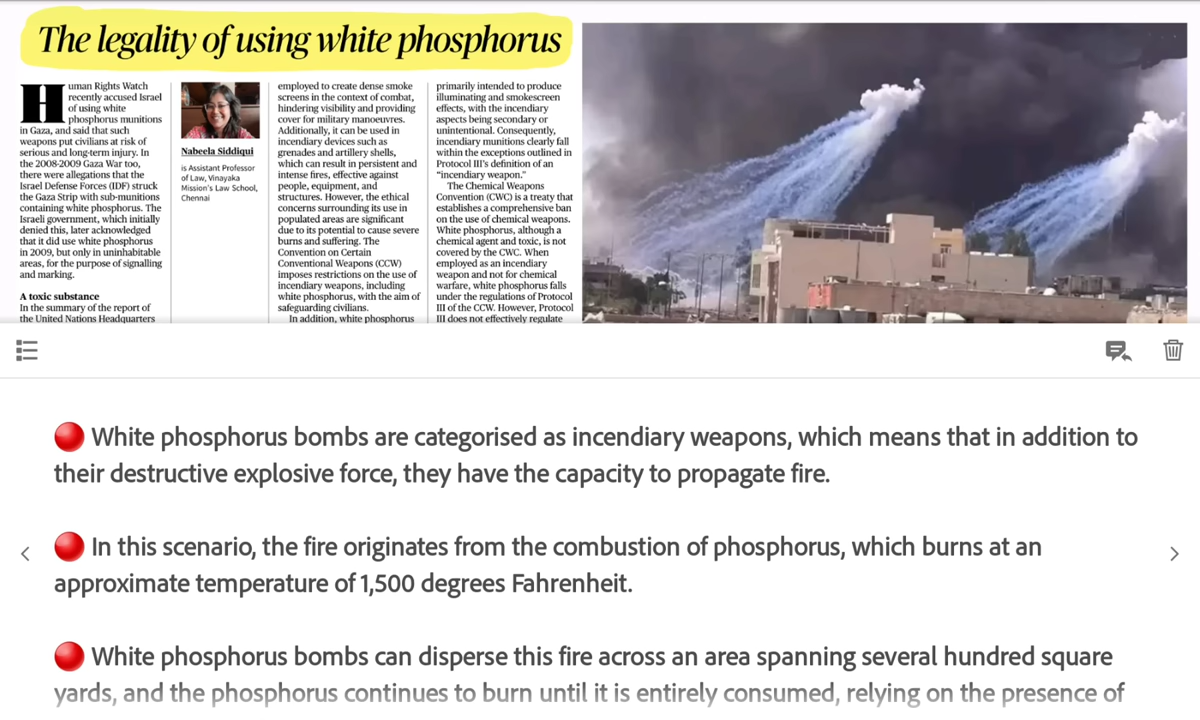 The legality of using white phosphorus
Human Rights Watch
recently accused Israel
of using white
phosphorus munitions
in Gaza, and said that such
weapons put civilians at risk of
serious and long-term injury. In
the 2008-2009 Gaza War too,
there were allegations that the
Israel Defense Forces (IDF) struck
the Gaza Strip with sub-munitions
containing white phosphorus. The
Israeli government, which initially
denied this, later acknowledged
that it did use white phosphorus
in 2009, but only in uninhabitable
areas, for the purpose of signalling
and marking.
A toxic substance
In the summary of the report of
the United Nations Headquarters
Nabeela Siddiqui
is Assistant Professor
of Law, Vinayaka
Mission's Law School,
Chennai
employed to create dense smoke
screens in the context of combat,
hindering visibility and providing
cover for military manoeuvres.
Additionally, it can be used in
incendiary devices such as
grenades and artillery shells,
which can result in persistent and
intense fires, effective against
people, equipment, and
structures. However, the ethical
concerns surrounding its use in
populated areas are significant
due to its potential to cause severe
burns and suffering. The
Convention on Certain
Conventional Weapons (CCW)
imposes restrictions on the use of
incendiary weapons, including
white phosphorus, with the aim of
safeguarding civilians.
In addition, white phosphorus
primarily intended to produce
illuminating and smokescreen
effects, with the incendiary
aspects being secondary or
unintentional. Consequently,
incendiary munitions clearly fall
within the exceptions outlined in
Protocol III's definition of an
"incendiary weapon."
The Chemical Weapons
Convention (CWC) is a treaty that
establishes a comprehensive ban
on the use of chemical weapons.
White phosphorus, although a
chemical agent and toxic, is not
covered by the CWC. When
employed as an incendiary
weapon and not for chemical
warfare, white phosphorus falls
under the regulations of Protocol
III of the CCW. However, Protocol
III does not effectively regulate
White phosphorus bombs are categorised as incendiary weapons, which means that in addition to
their destructive explosive force, they have the capacity to propagate fire.
In this scenario, the fire originates from the combustion of phosphorus, which burns at an
approximate temperature of 1,500 degrees Fahrenheit.
White phosphorus bombs can disperse this fire across an area spanning several hundred square
yards, and the phosphorus continues to burn until it is entirely consumed, relying on the presence of